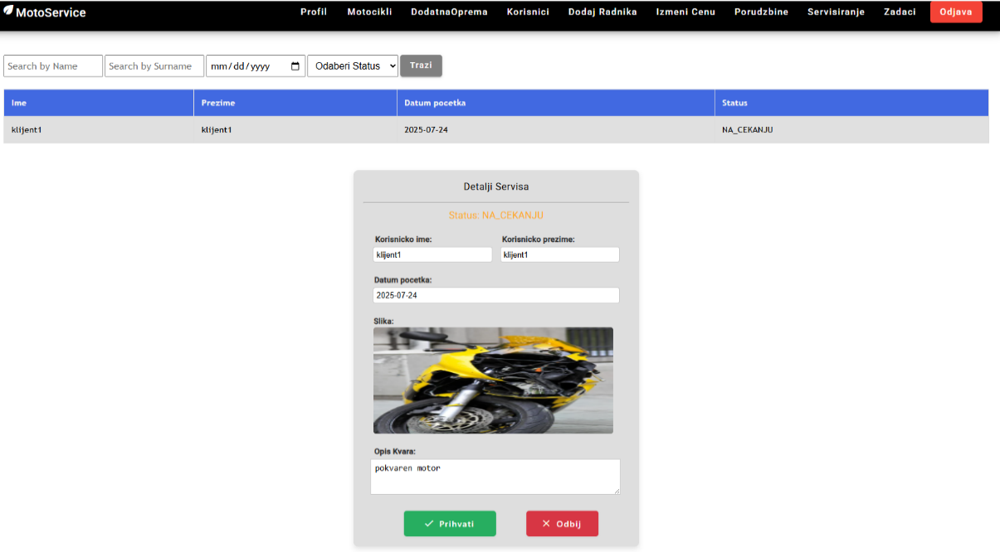 MotoService Profil Motocikli DodatnaOprema Korisnici Dodaj Radnika Izmeni Cenu Porudzbine Servisiranje Zadaci Odjava
Search by Name Search by Surname mm/dd/yyyy Odaberi Status Trazi
Ime Prezime Datum pocetka Status
klijent1 klijent1 2025-07-24 NA_CEKANJU
Detalji Servisa
Status: NA_CEKANJU
Korisnicko ime: Korisnicko prezime:
klijent1 klijent1
Datum pocetka:
2025-07-24
Slika:
Opis Kvara:
pokvaren motor
Prihvati Odbij